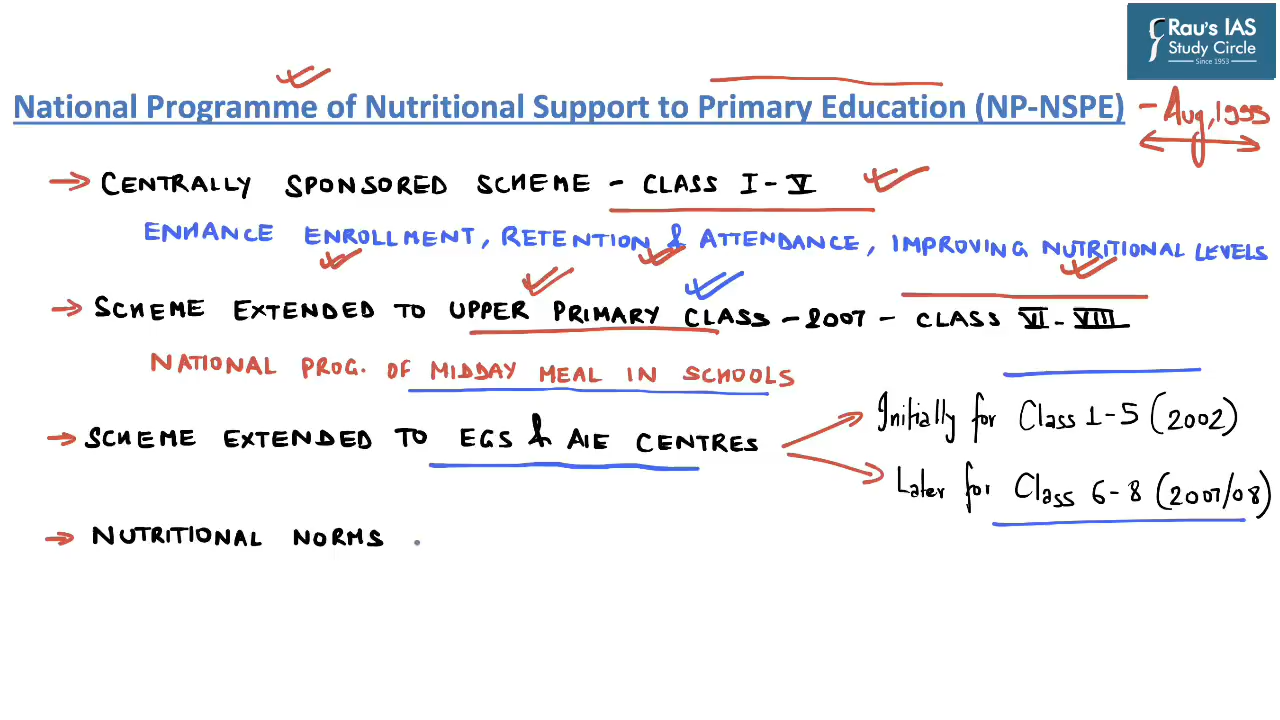 Rau's IAS
Study Circle
Since 1953
National Programme of Nutritional Support to Primary Education (NP-NSPE) - Aug, 1995
→ CENTRALLY SPONSORED SCHEME - CLASS I - V
ENHANCE ENROLLMENT, RETENTION & ATTENDANCE, IMPROVING NUTRITIONAL LEVELS
→ SCHEME EXTENDED TO UPPER PRIMARY CLASS - 2007 - CLASS VI - VIII
NATIONAL PROG. OF MIDDAY MEAL IN SCHOOLS
→ SCHEME EXTENDED TO EGS & AIE CENTRES
Initially for Class 1-5 (2002)
Later for Class 6-8 (2007/08)
→ NUTRITIONAL NORMS